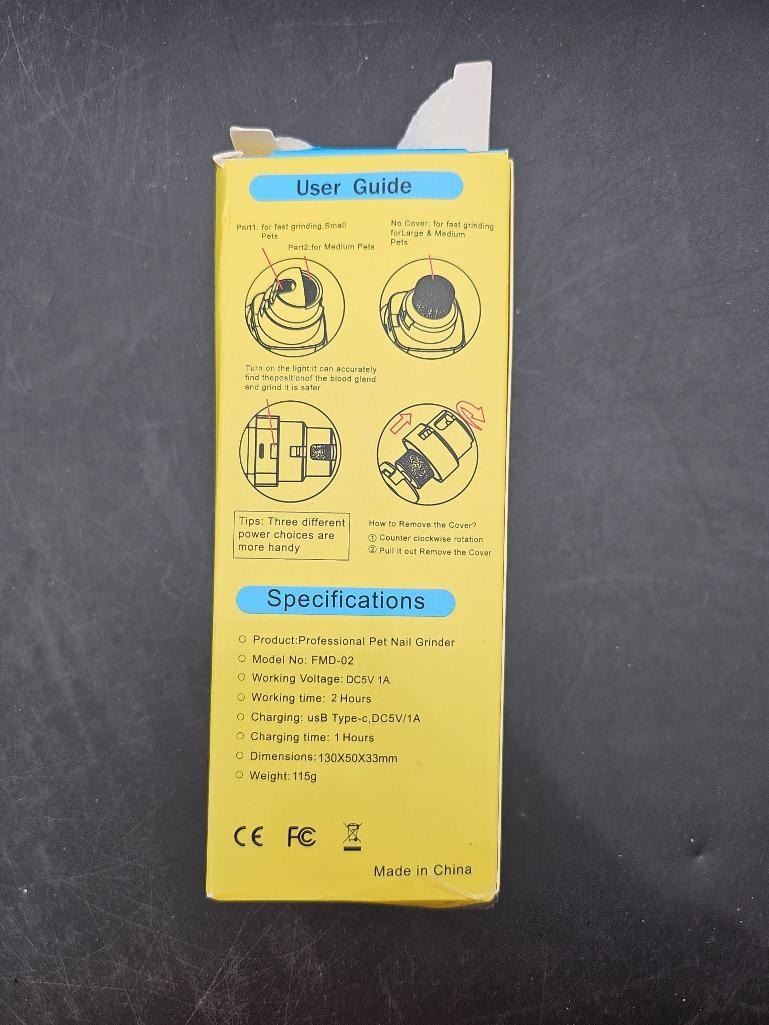 User Guide
Part1: for fast grinding,Small
Pets
Part2:for Medium Pets
No Cover: for fast grinding
forLarge & Medium
Pets
Turn on the light:it can accurately
find thepositionof the blood gland
and grind it is safer
Tips: Three different
power choices are
more handy
How to Remove the Cover?
① Counter clockwise rotation
② Pull it out Remove the Cover
Specifications
Product:Professional Pet Nail Grinder
Model No: FMD-02
Working Voltage: DC5V 1A
Working time: 2 Hours
Charging: usB Type-c,DC5V/1A
Charging time: 1 Hours
Dimensions:130X50X33mm
Weight:115g
CE FC
Made in China